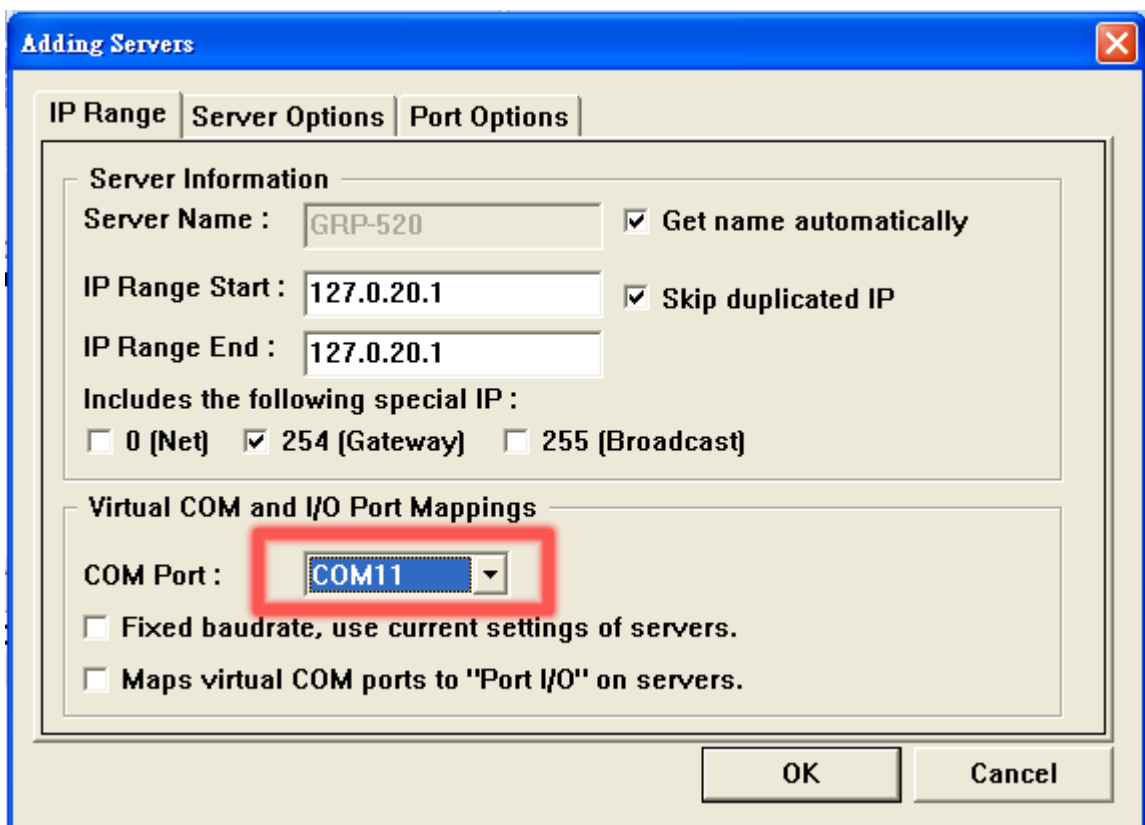 Adding Servers
IP Range Server Options Port Options
Server Information
Server Name : GRP-520 Get name automatically
IP Range Start : 127.0.20.1 Skip duplicated IP
IP Range End : 127.0.20.1
Includes the following special IP :
0 (Net) 254 (Gateway) 255 (Broadcast)
Virtual COM and I/O Port Mappings
COM Port : COM11
Fixed baudrate, use current settings of servers.
Maps virtual COM ports to "Port I/O" on servers.
OK Cancel